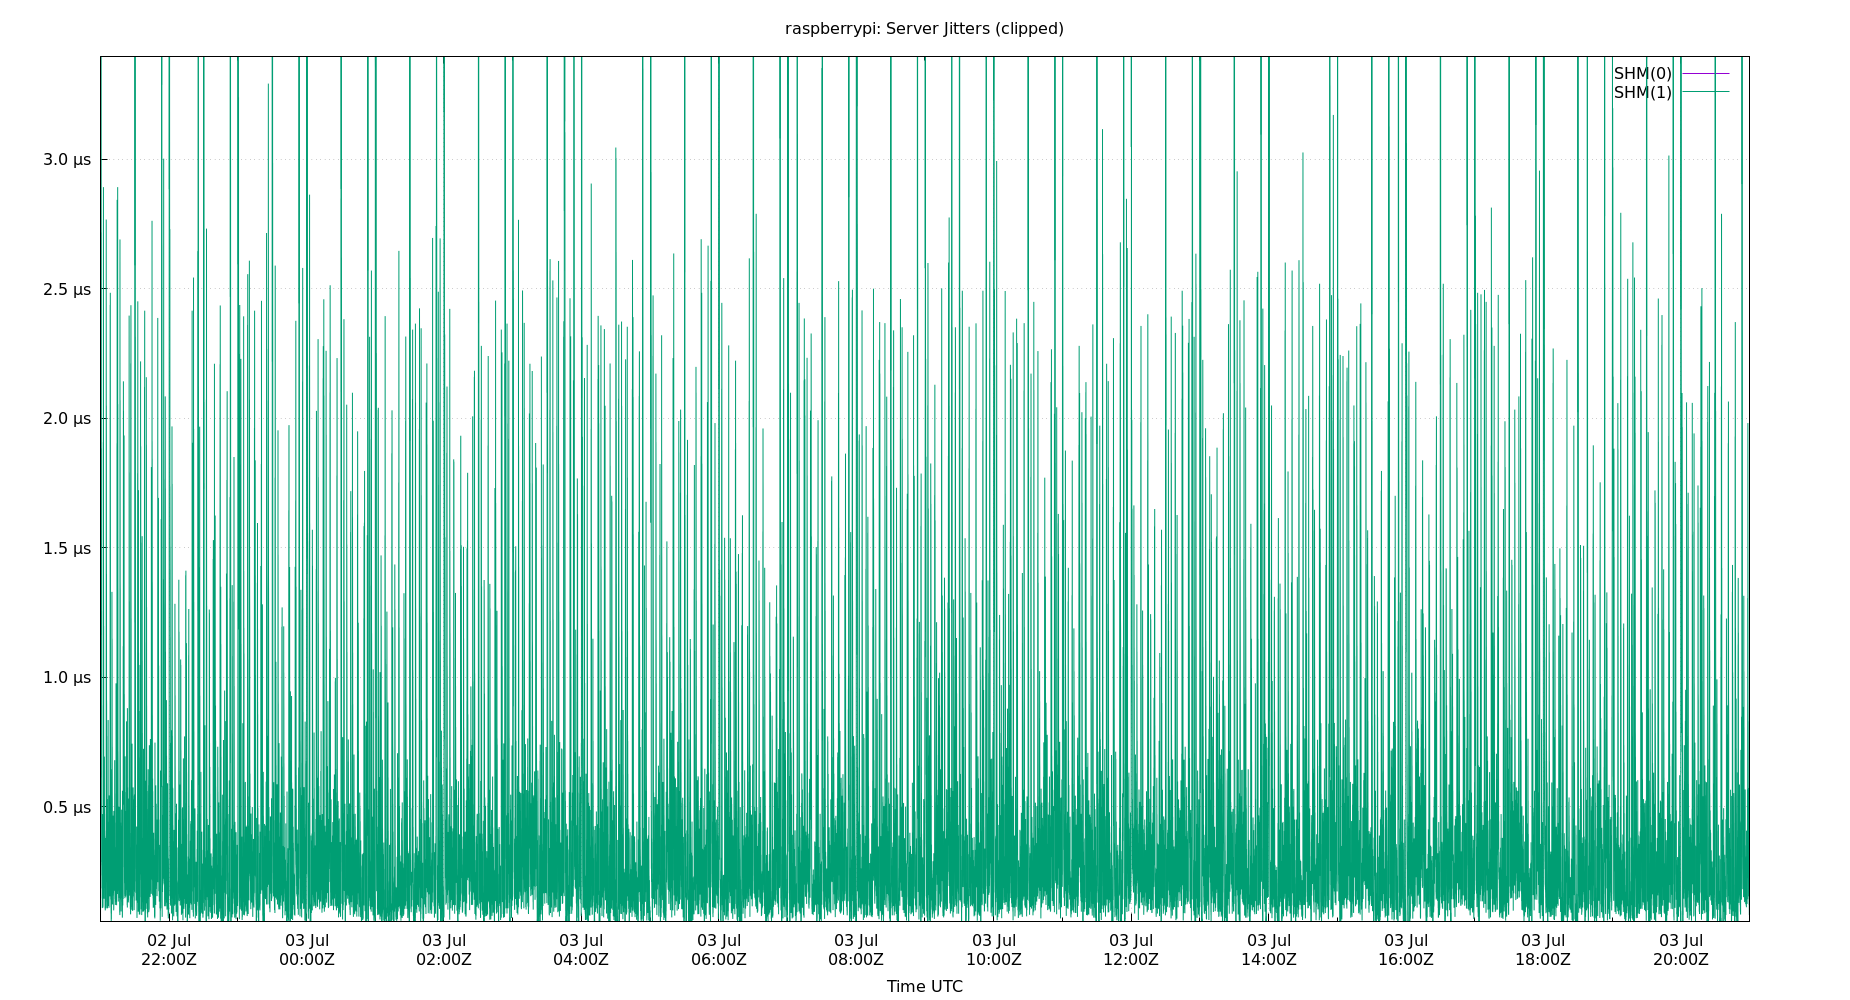 raspberrypi: Server Jitters (clipped)
SHM(0)
SHM(1)
3.0 µs
2.5 µs
2.0 µs
1.5 µs
1.0 µs
0.5 µs
02 Jul 03 Jul 03 Jul 03 Jul 03 Jul 03 Jul 03 Jul 03 Jul 03 Jul 03 Jul 03 Jul 03 Jul
22:00Z 00:00Z 02:00Z 04:00Z 06:00Z 08:00Z 10:00Z 12:00Z 14:00Z 16:00Z 18:00Z 20:00Z
Time UTC